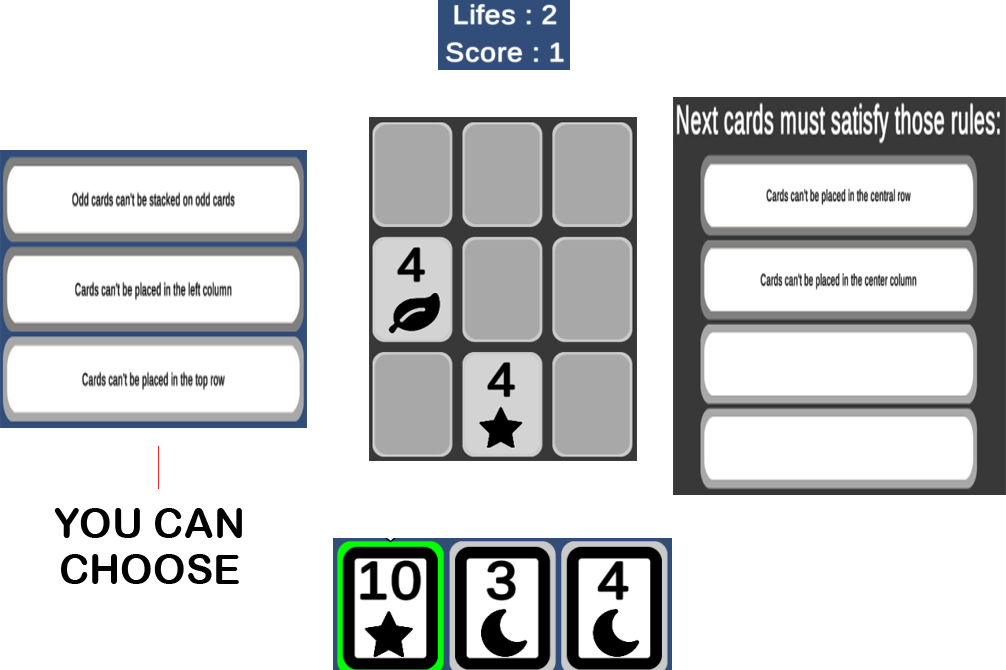 Lifes : 2
Score : 1
Odd cards can't be stacked on odd cards
Cards can't be placed in the left column
Cards can't be placed in the top row
YOU CAN
CHOOSE
4
4
Next cards must satisfy those rules:
Cards can't be placed in the central row
Cards can't be placed in the center column
10
3
4